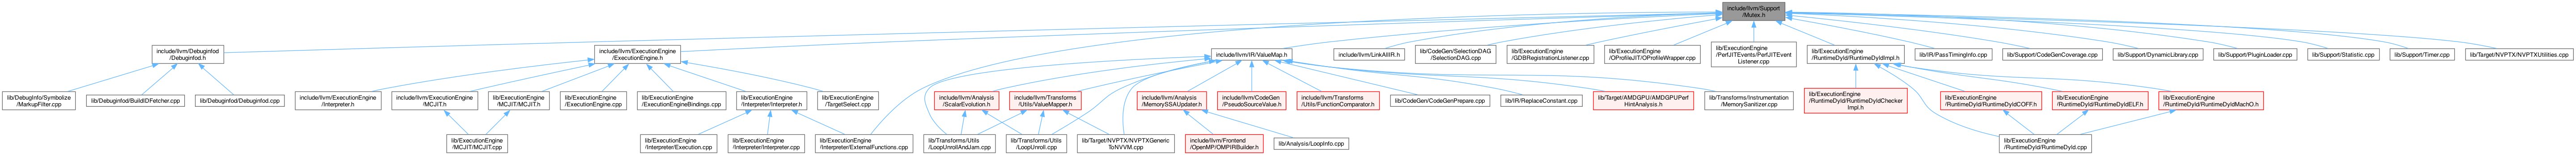 include/llvm/Support
/Mutex.h
include/llvm/Debuginfod
/Debuginfod.h
include/llvm/ExecutionEngine
/ExecutionEngine.h
include/llvm/IR/ValueMap.h
include/llvm/LinkAllIR.h
lib/CodeGen/SelectionDAG
/SelectionDAG.cpp
lib/ExecutionEngine
/GDBRegistrationListener.cpp
lib/ExecutionEngine
/OProfileJIT/OProfileWrapper.cpp
lib/ExecutionEngine
/PerfJITEvents/PerfJITEvent
Listener.cpp
lib/ExecutionEngine
/RuntimeDyld/RuntimeDyldImpl.h
lib/IR/PassTimingInfo.cpp
lib/Support/CodeGenCoverage.cpp
lib/Support/DynamicLibrary.cpp
lib/Support/PluginLoader.cpp
lib/Support/Statistic.cpp
lib/Support/Timer.cpp
lib/Target/NVPTX/NVPTXUtilities.cpp
lib/DebugInfo/Symbolize
/MarkupFilter.cpp
lib/Debuginfod/BuildIDFetcher.cpp
lib/Debuginfod/Debuginfod.cpp
include/llvm/ExecutionEngine
/Interpreter.h
include/llvm/ExecutionEngine
/MCJIT.h
lib/ExecutionEngine
/MCJIT/MCJIT.h
lib/ExecutionEngine
/ExecutionEngine.cpp
lib/ExecutionEngine
/ExecutionEngineBindings.cpp
lib/ExecutionEngine
/Interpreter/Interpreter.h
lib/ExecutionEngine
/TargetSelect.cpp
include/llvm/Analysis
/ScalarEvolution.h
include/llvm/Transforms
/Utils/ValueMapper.h
include/llvm/Analysis
/MemorySSAUpdater.h
include/llvm/CodeGen
/PseudoSourceValue.h
include/llvm/Transforms
/Utils/FunctionComparator.h
lib/CodeGen/CodeGenPrepare.cpp
lib/IR/ReplaceConstant.cpp
lib/Target/AMDGPU/AMDGPUPerf
HintAnalysis.h
lib/Transforms/Instrumentation
/MemorySanitizer.cpp
lib/ExecutionEngine
/RuntimeDyld/RuntimeDyldChecker
Impl.h
lib/ExecutionEngine
/RuntimeDyld/RuntimeDyldCOFF.h
lib/ExecutionEngine
/RuntimeDyld/RuntimeDyldELF.h
lib/ExecutionEngine
/RuntimeDyld/RuntimeDyldMachO.h
lib/ExecutionEngine
/MCJIT/MCJIT.cpp
lib/ExecutionEngine
/Interpreter/Execution.cpp
lib/ExecutionEngine
/Interpreter/Interpreter.cpp
lib/ExecutionEngine
/Interpreter/ExternalFunctions.cpp
lib/Transforms/Utils
/LoopUnrollAndJam.cpp
lib/Transforms/Utils
/LoopUnroll.cpp
lib/Target/NVPTX/NVPTXGeneric
ToNVVM.cpp
include/llvm/Frontend
/OpenMP/OMPIRBuilder.h
lib/Analysis/LoopInfo.cpp
lib/ExecutionEngine
/RuntimeDyld/RuntimeDyld.cpp